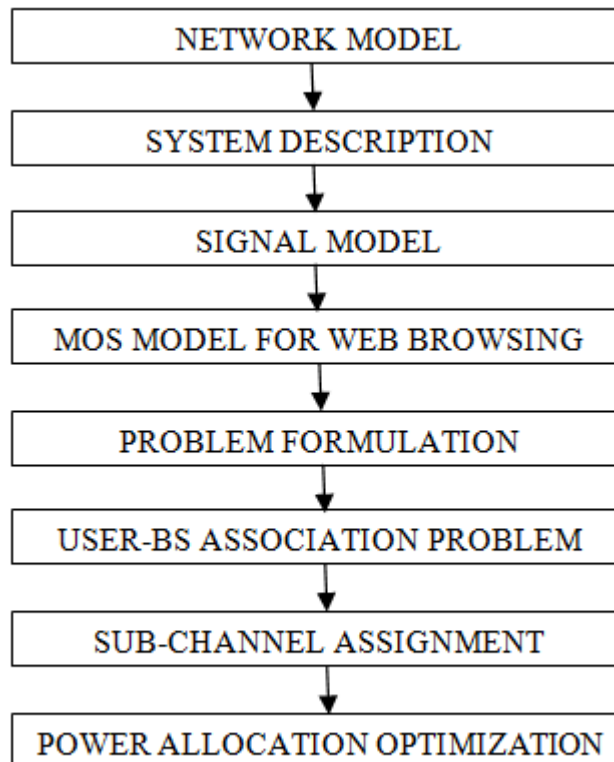 NETWORK MODEL
SYSTEM DESCRIPTION
SIGNAL MODEL
MOS MODEL FOR WEB BROWSING
PROBLEM FORMULATION
USER-BS ASSOCIATION PROBLEM
SUB-CHANNEL ASSIGNMENT
POWER ALLOCATION OPTIMIZATION